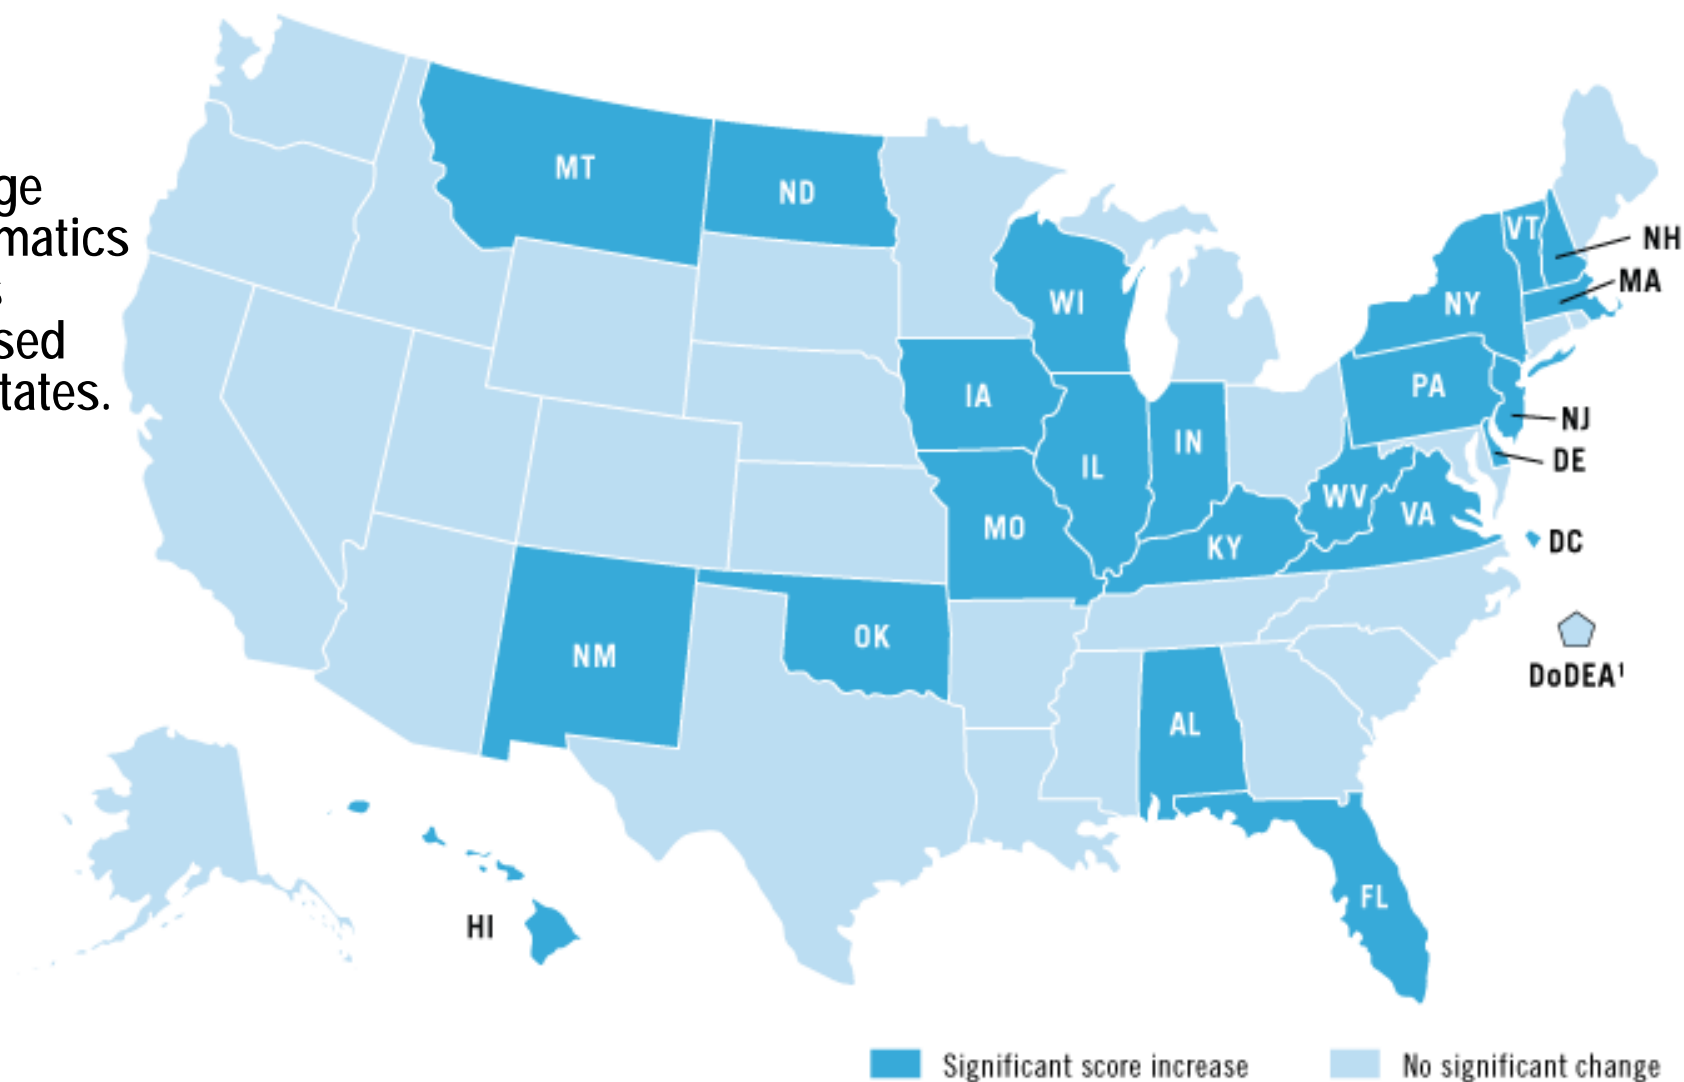 ge
matics
s
sed
tates.
MT
ND
VT
NH
MA
WI
NY
IA
PA
NJ
IN
IL
DE
WV
VA
MO
KY
DC
OK
NM
DoDEA¹
AL
FL
HI
Significant score increase
No significant change